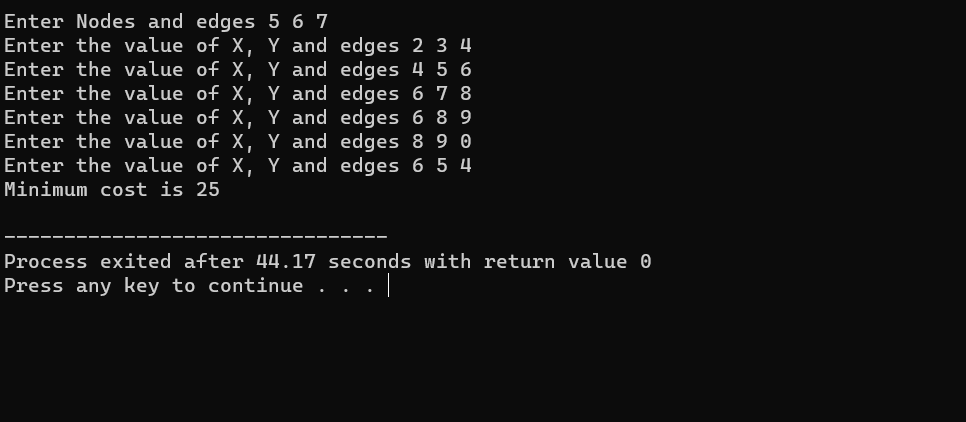 Enter Nodes and edges 5 6 7
Enter the value of X, Y and edges 2 3 4
Enter the value of X, Y and edges 4 5 6
Enter the value of X, Y and edges 6 7 8
Enter the value of X, Y and edges 6 8 9
Enter the value of X, Y and edges 8 9 0
Enter the value of X, Y and edges 6 5 4
Minimum cost is 25
--------------------------------
Process exited after 44.17 seconds with return value 0
Press any key to continue . . .